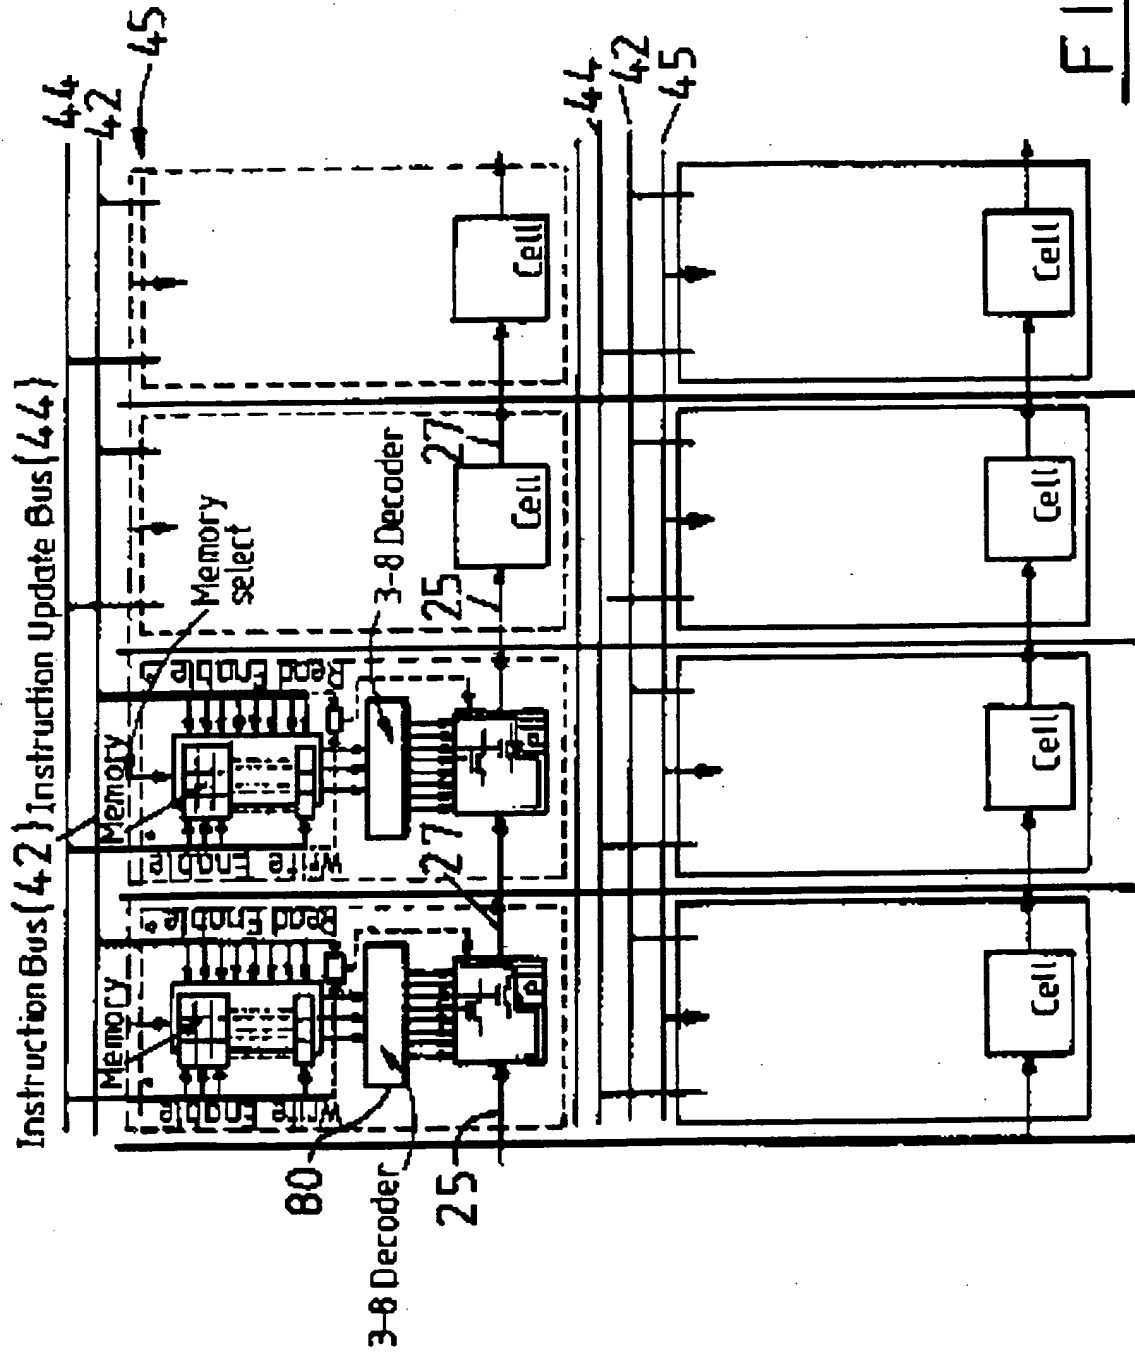 Instruction Bus(42) Instruction Update Bus(44)
44
42
45
Memory
select
Memory
Write Enable
Read Enable
Memory
Write Enable
Read Enable
80
3-8 Decoder
3-8 Decoder
25
27
25
27
Cell
Cell
44
42
45
Cell
Cell
Cell
Cell
F I